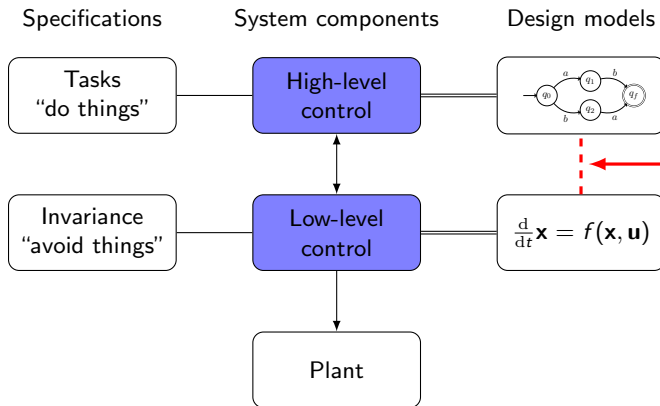 Specifications
System components
Design models
Tasks
“do things”
High-level
control
q0
a
q1
b
b
q2
a
qf
Invariance
“avoid things”
Low-level
control
d/dt x = f(x, u)
Plant